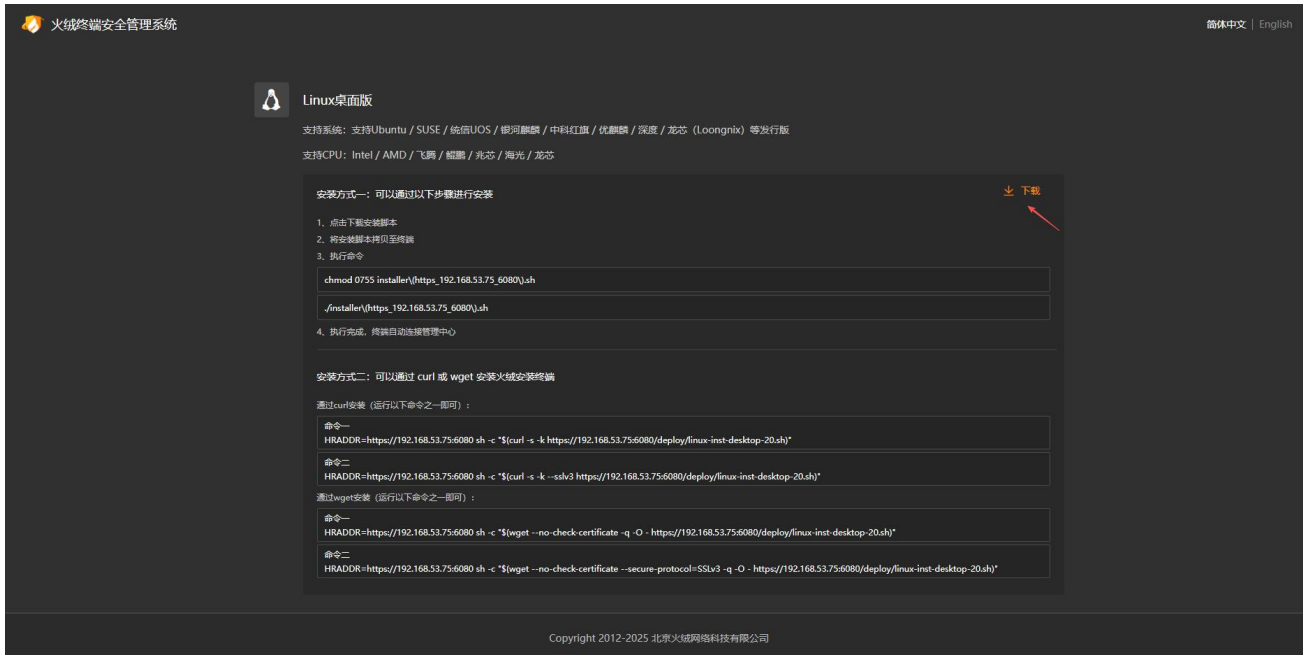 火绒终端安全管理系统
简体中文 | English
Linux桌面版
支持系统：支持Ubuntu / SUSE / 统信UOS / 银河麒麟 / 中科红旗 / 优麒麟 / 深度 / 龙芯（Loongnix）等发行版
支持CPU：Intel / AMD / 飞腾 / 鲲鹏 / 兆芯 / 海光 / 龙芯
安装方式一：可以通过以下步骤进行安装
下载
1、点击下载安装脚本
2、将安装脚本拷贝至终端
3、执行命令
chmod 0755 installer\(https_192.168.53.75_6080\).sh
./installer\(https_192.168.53.75_6080\).sh
4、执行完成，终端自动连接管理中心
安装方式二：可以通过 curl 或 wget 安装火绒安装终端
通过curl安装（运行以下命令之一即可）：
命令一
HRADDR=https://192.168.53.75:6080 sh -c "$(curl -s -k https://192.168.53.75:6080/deploy/linux-inst-desktop-20.sh)"
命令二
HRADDR=https://192.168.53.75:6080 sh -c "$(curl -s -k --sslv3 https://192.168.53.75:6080/deploy/linux-inst-desktop-20.sh)"
通过wget安装（运行以下命令之一即可）：
命令一
HRADDR=https://192.168.53.75:6080 sh -c "$(wget --no-check-certificate -q -O - https://192.168.53.75:6080/deploy/linux-inst-desktop-20.sh)"
命令二
HRADDR=https://192.168.53.75:6080 sh -c "$(wget --no-check-certificate --secure-protocol=SSLv3 -q -O - https://192.168.53.75:6080/deploy/linux-inst-desktop-20.sh)"
Copyright 2012-2025 北京火绒网络科技有限公司